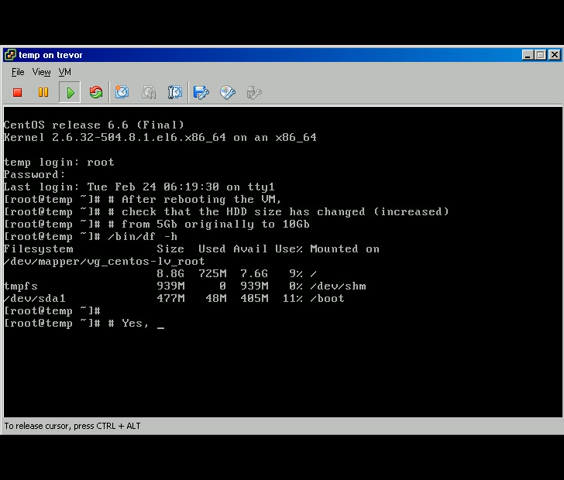 temp on trevor
File View VM
CentOS release 6.6 (Final)
Kernel 2.6.32-504.8.1.el6.x86_64 on an x86_64
temp login: root
Password:
Last login: Tue Feb 24 06:19:30 on tty1
[root@temp ~]# # After rebooting the VM,
[root@temp ~]# # check that the HDD size has changed (increased)
[root@temp ~]# # from 5Gb originally to 10Gb
[root@temp ~]# /bin/df -h
Filesystem Size Used Avail Use% Mounted on
/dev/mapper/vg_centos-lv_root
8.8G 725M 7.6G 9% /
tmpfs 939M 0 939M 0% /dev/shm
/dev/sda1 477M 48M 405M 11% /boot
[root@temp ~]#
[root@temp ~]# # Yes, _
To release cursor, press CTRL + ALT